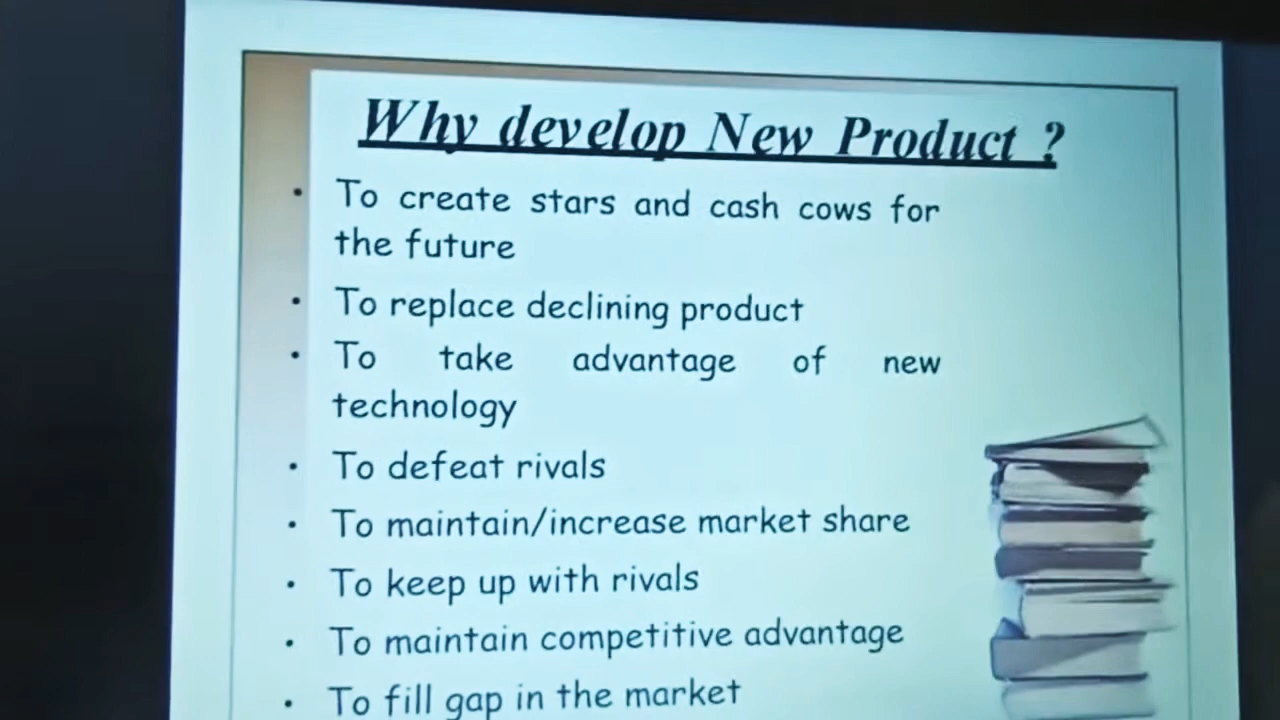 Why develop New Product ?
• To create stars and cash cows for
the future
• To replace declining product
• To take advantage of new
technology
• To defeat rivals
• To maintain/increase market share
• To keep up with rivals
• To maintain competitive advantage
• To fill gap in the market